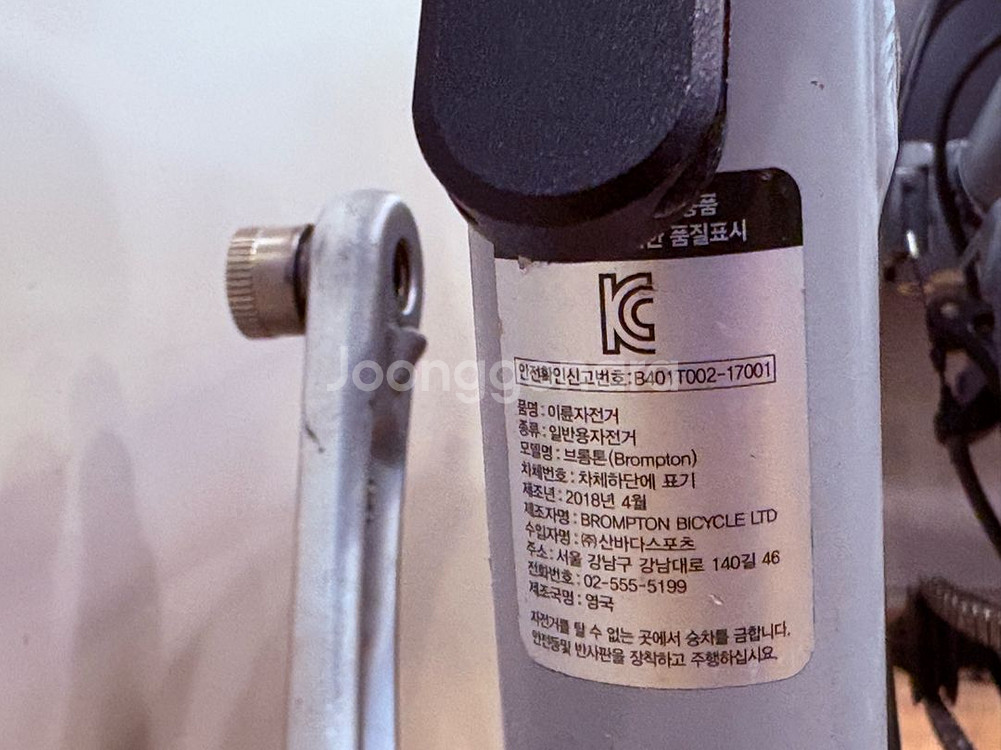 품질표시
KC
안전확인신고번호:B401T002-17001
품명:이륜자전거
종류:일반용자전거
모델명:브롬톤(Brompton)
차체번호:차체하단에 표기
제조년:2018년 4월
제조자명:BROMPTON BICYCLE LTD
수입자명:㈜산바다스포츠
주소:서울 강남구 강남대로 140길 46
전화번호:02-555-5199
제조국명:영국
자전거를 탈 수 없는 곳에서 승차를 금합니다.
안전등및 반사판을 장착하고 주행하십시요.